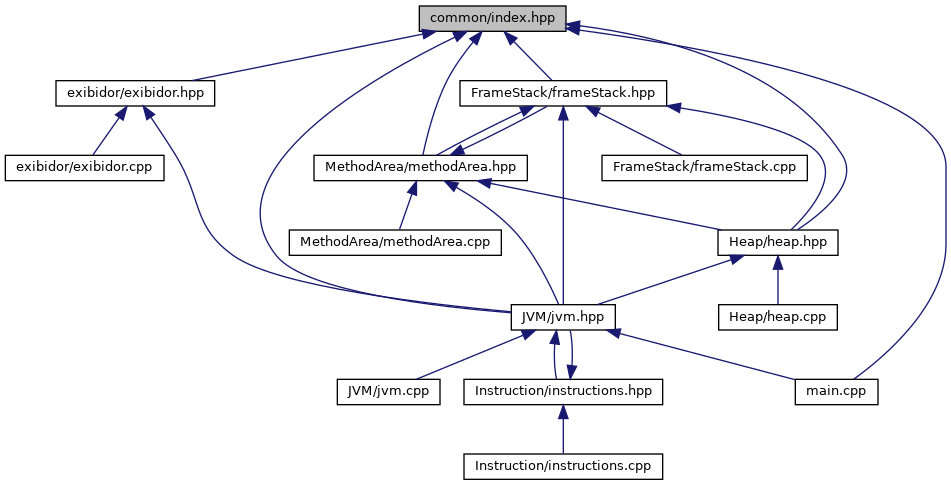 common/index.hpp
exibidor/exibidor.hpp
FrameStack/frameStack.hpp
exibidor/exibidor.cpp
MethodArea/methodArea.hpp
FrameStack/frameStack.cpp
MethodArea/methodArea.cpp
Heap/heap.hpp
JVM/jvm.hpp
Heap/heap.cpp
JVM/jvm.cpp
Instruction/instructions.hpp
main.cpp
Instruction/instructions.cpp